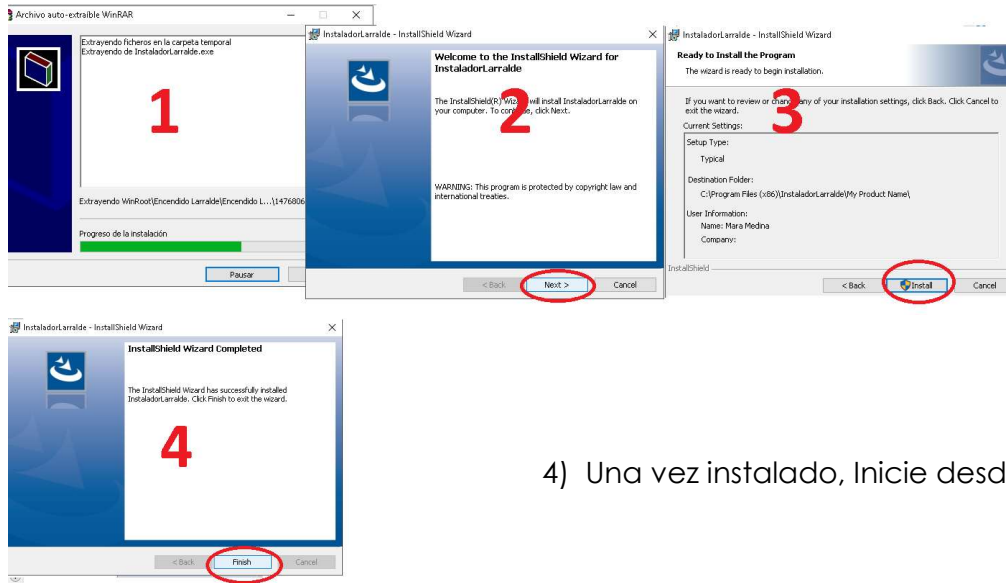 Archivo auto-extraíble WinRAR
Extrayendo ficheros en la carpeta temporal
Extrayendo de InstaladorLarralde.exe
1
Extrayendo WinRoot\Encendido Larralde\Encendido L...\1476806
Progreso de la instalación
Pausar
InstaladorLarralde - InstallShield Wizard
Welcome to the InstallShield Wizard for
InstaladorLarralde
The InstallShield(R) Wizard will install InstaladorLarralde on
your computer. To continue, click Next.
2
WARNING: This program is protected by copyright law and
international treaties.
< Back
Next >
Cancel
InstaladorLarralde - InstallShield Wizard
Ready to Install the Program
The wizard is ready to begin installation.
If you want to review or change any of your installation settings, click Back. Click Cancel to
exit the wizard.
3
Current Settings:
Setup Type:
Typical
Destination Folder:
C:\Program Files (x86)\InstaladorLarralde\My Product Name\
User Information:
Name: Mara Medina
Company:
InstallShield
< Back
Install
Cancel
InstaladorLarralde - InstallShield Wizard
InstallShield Wizard Completed
The InstallShield Wizard has successfully installed
InstaladorLarralde. Click Finish to exit the wizard.
4
< Back
Finish
Cancel
4) Una vez instalado, Inicie desd